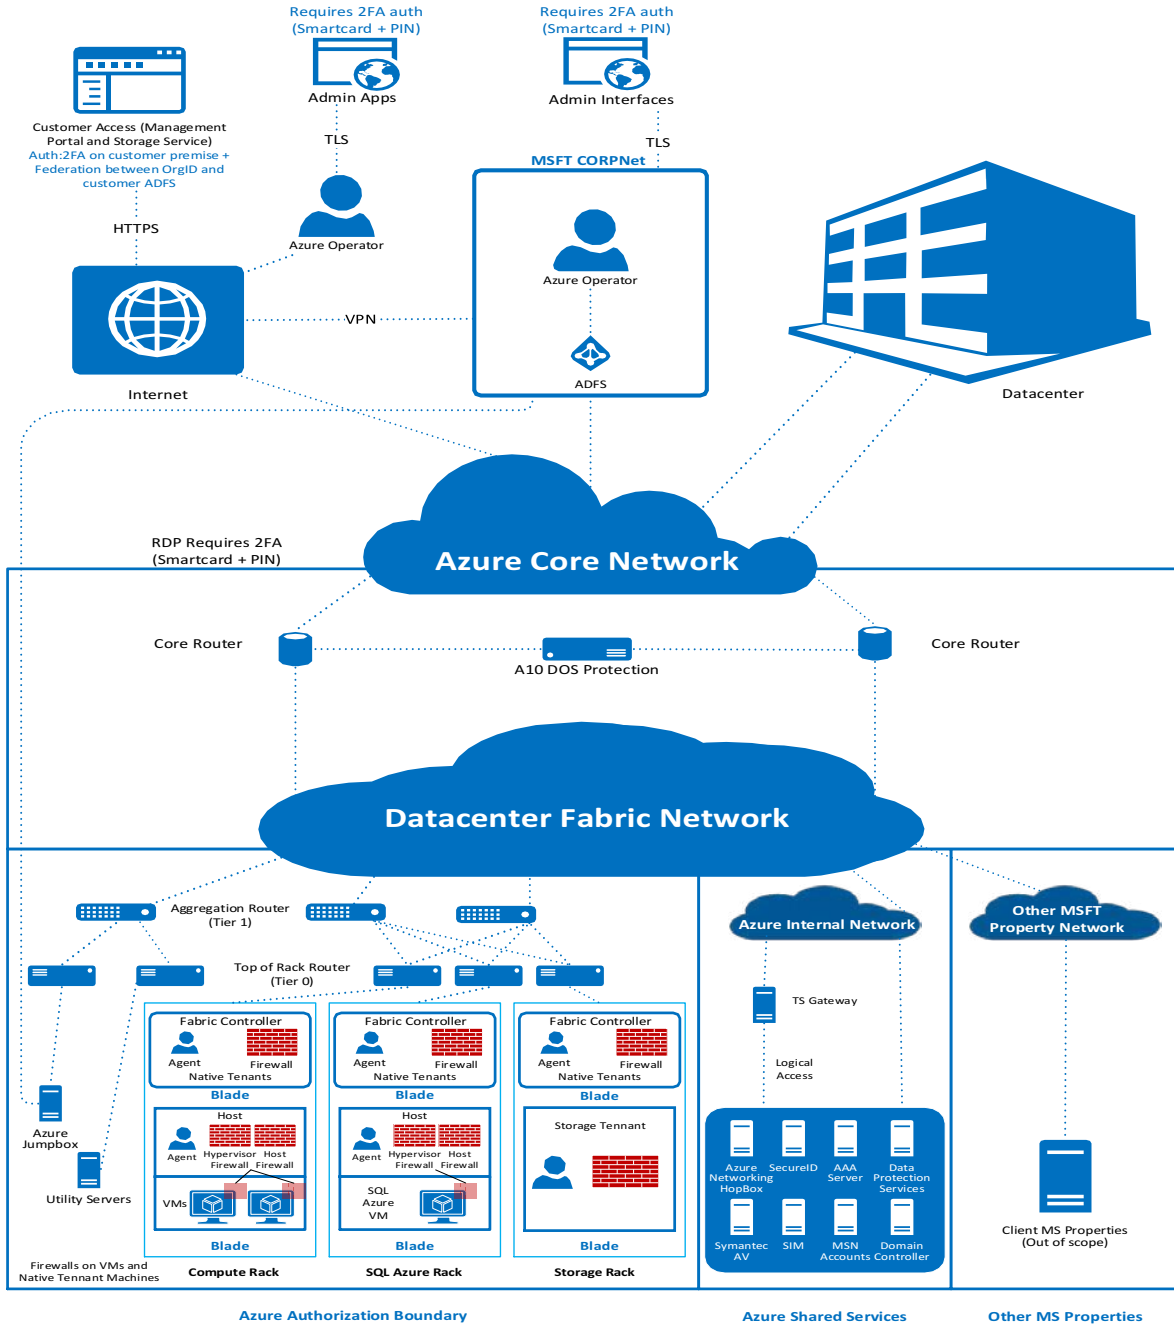 Requires 2FA auth
(Smartcard + PIN)
Requires 2FA auth
(Smartcard + PIN)
Admin Apps
Admin Interfaces
Customer Access (Management
Portal and Storage Service)
Auth:2FA on customer premise +
Federation between OrgID and
customer ADFS
TLS
TLS
MSFT CORPNet
HTTPS
Azure Operator
Azure Operator
VPN
ADFS
Internet
Datacenter
RDP Requires 2FA
(Smartcard + PIN)
Azure Core Network
Core Router
Core Router
A10 DOS Protection
Datacenter Fabric Network
Aggregation Router
(Tier 1)
Top of Rack Router
(Tier 0)
Azure Internal Network
Other MSFT
Property Network
TS Gateway
Logical
Access
Fabric Controller
Agent
Firewall
Native Tenants
Blade
Fabric Controller
Agent
Firewall
Native Tenants
Blade
Fabric Controller
Agent
Firewall
Native Tenants
Blade
Host
Agent
Hypervisor
Firewall
Host
Firewall
VMs
Blade
Host
Agent
Hypervisor
Firewall
Host
Firewall
SQL
Azure
VM
Blade
Storage Tennant
Blade
Azure
Jumpbox
Utility Servers
Azure
Networking
HopBox
SecureID
AAA
Server
Data
Protection
Services
Symantec
AV
SIM
MSN
Accounts
Domain
Controller
Client MS Properties
(Out of scope)
Firewalls on VMs and
Native Tennant Machines
Compute Rack
SQL Azure Rack
Storage Rack
Azure Authorization Boundary
Azure Shared Services
Other MS Properties